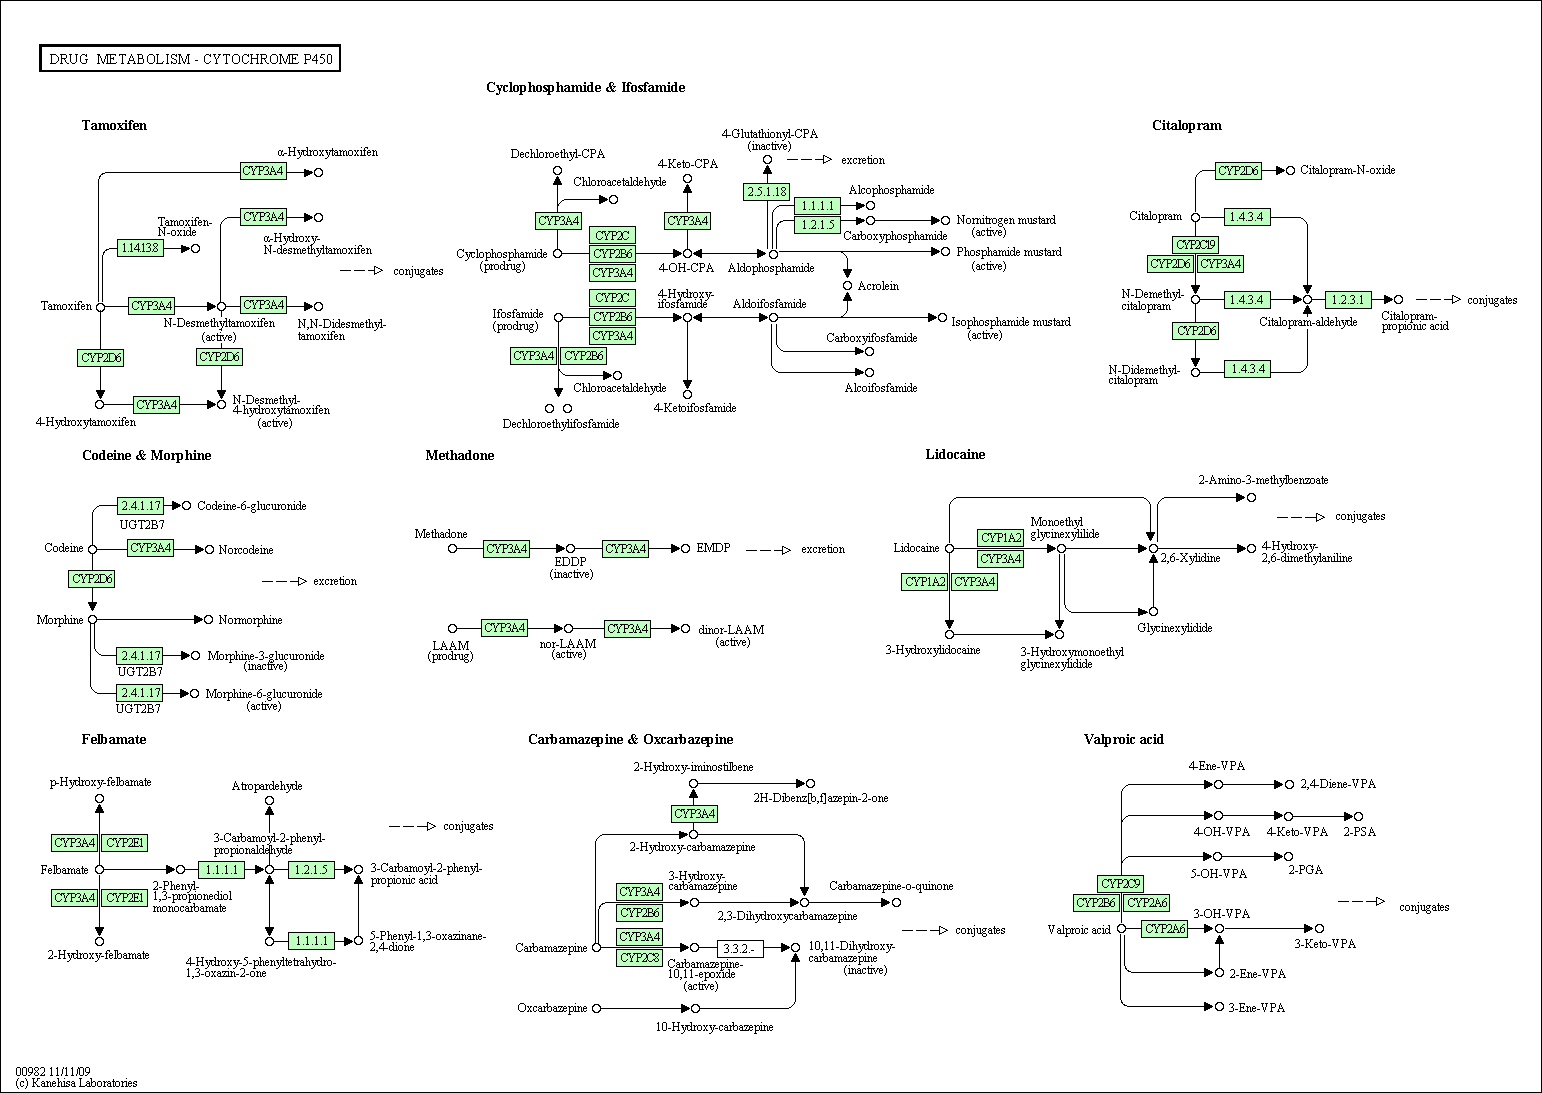 DRUG METABOLISM - CYTOCHROME P450
Cyclophosphamide & Ifosfamide
Tamoxifen
α-Hydroxytamoxifen
CYP3A4
Tamoxifen-
N-oxide
CYP3A4
1.14.13.8
α-Hydroxy-
N-desmethyltamoxifen
conjugates
Tamoxifen
CYP3A4
CYP3A4
N-Desmethyltamoxifen
(active)
N,N-Didesmethyl-
tamoxifen
CYP2D6
CYP2D6
CYP3A4
N-Desmethyl-
4-hydroxytamoxifen
(active)
4-Hydroxytamoxifen
Dechloroethyl-CPA
Chloroacetaldehyde
4-Keto-CPA
4-Glutathionyl-CPA
(inactive)
excretion
2.5.1.18
Alcophosphamide
1.1.1.1
1.2.1.5
Carboxyphosphamide
Nornitrogen mustard
(active)
CYP3A4
CYP3A4
CYP2C
CYP2B6
CYP3A4
Cyclophosphamide
(prodrug)
4-OH-CPA
Aldophosphamide
Phosphamide mustard
(active)
Acrolein
Ifosfamide
(prodrug)
CYP2C
CYP2B6
CYP3A4
4-Hydroxy-
ifosfamide
Aldoifosfamide
Isophosphamide mustard
(active)
CYP3A4
CYP2B6
Carboxyifosfamide
Chloroacetaldehyde
Alcoifosfamide
4-Ketoifosfamide
Dechloroethylifosfamide
Citalopram
CYP2D6
Citalopram-N-oxide
Citalopram
1.4.3.4
CYP2C19
CYP2D6
CYP3A4
N-Demethyl-
citalopram
1.4.3.4
1.2.3.1
conjugates
Citalopram-aldehyde
Citalopram-
propionic acid
CYP2D6
N-Didemethyl-
citalopram
1.4.3.4
Codeine & Morphine
2.4.1.17
Codeine-6-glucuronide
UGT2B7
Codeine
CYP3A4
Norcodeine
CYP2D6
excretion
Morphine
Normorphine
2.4.1.17
Morphine-3-glucuronide
(inactive)
UGT2B7
2.4.1.17
Morphine-6-glucuronide
(active)
UGT2B7
Methadone
Methadone
CYP3A4
CYP3A4
EMDP
excretion
EDDP
(inactive)
CYP3A4
CYP3A4
LAAM
(prodrug)
nor-LAAM
(active)
dinor-LAAM
(active)
Lidocaine
2-Amino-3-methylbenzoate
conjugates
Monoethyl
glycinexylilide
Lidocaine
CYP1A2
CYP3A4
2,6-Xylidine
4-Hydroxy-
2,6-dimethylaniline
CYP1A2
CYP3A4
Glycinexylidide
3-Hydroxylidocaine
3-Hydroxymonoethyl
glycinexylidide
Felbamate
p-Hydroxy-felbamate
Atropardehyde
conjugates
CYP3A4
CYP2E1
3-Carbamoyl-2-phenyl-
propionaldehyde
Felbamate
1.1.1.1
1.2.1.5
3-Carbamoyl-2-phenyl-
propionic acid
CYP3A4
CYP2E1
2-Phenyl-
1,3-propionediol
monocarbamate
1.1.1.1
5-Phenyl-1,3-oxazinane-
2,4-dione
2-Hydroxy-felbamate
4-Hydroxy-5-phenyltetrahydro-
1,3-oxazin-2-one
Carbamazepine & Oxcarbazepine
2-Hydroxy-iminostilbene
2H-Dibenz[b,f]azepin-2-one
CYP3A4
2-Hydroxy-carbamazepine
CYP3A4
CYP2B6
3-Hydroxy-
carbamazepine
Carbamazepine-o-quinone
2,3-Dihydroxycarbamazepine
conjugates
Carbamazepine
CYP3A4
CYP2C8
3.3.2.-
Carbamazepine-
10,11-epoxide
(active)
10,11-Dihydroxy-
carbamazepine
(inactive)
Oxcarbazepine
10-Hydroxy-carbazepine
Valproic acid
4-Ene-VPA
2,4-Diene-VPA
4-OH-VPA
4-Keto-VPA
2-PSA
5-OH-VPA
2-PGA
CYP2C9
CYP2B6
CYP2A6
conjugates
Valproic acid
CYP2A6
3-OH-VPA
3-Keto-VPA
2-Ene-VPA
3-Ene-VPA
00982 11/11/09
(c) Kanehisa Laboratories